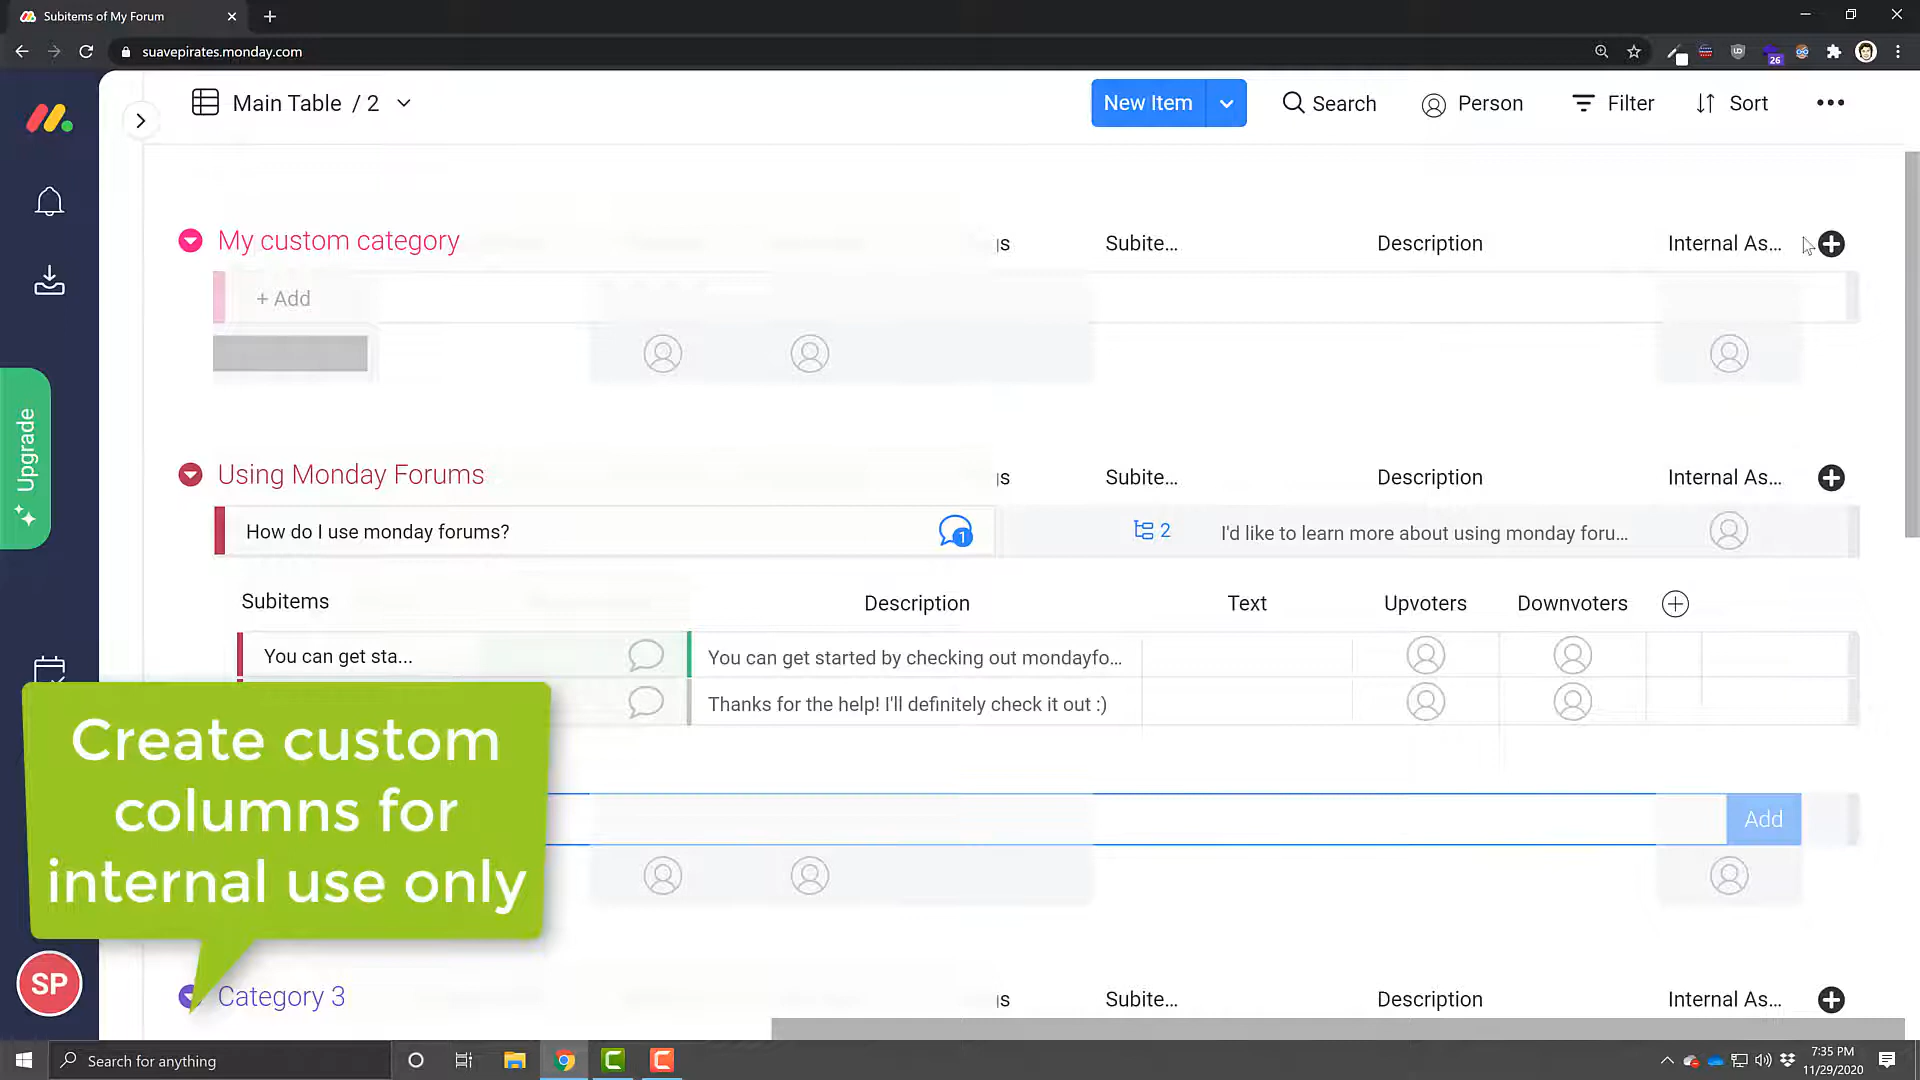 Subitems of My Forum
suavepirates.monday.com
26
Main Table / 2
New Item
Search
Person
Filter
Sort
My custom category
Subite...
Description
Internal As...
+ Add
Upgrade
Using Monday Forums
Subite...
Description
Internal As...
How do I use monday forums?
1
2
I'd like to learn more about using monday foru...
Subitems
Description
Text
Upvoters
Downvoters
You can get sta...
You can get started by checking out mondayfo...
Thanks for the help! I'll definitely check it out :)
Create custom
columns for
internal use only
Add
SP
Category 3
Subite...
Description
Internal As...
Search for anything
7:35 PM
11/29/2020